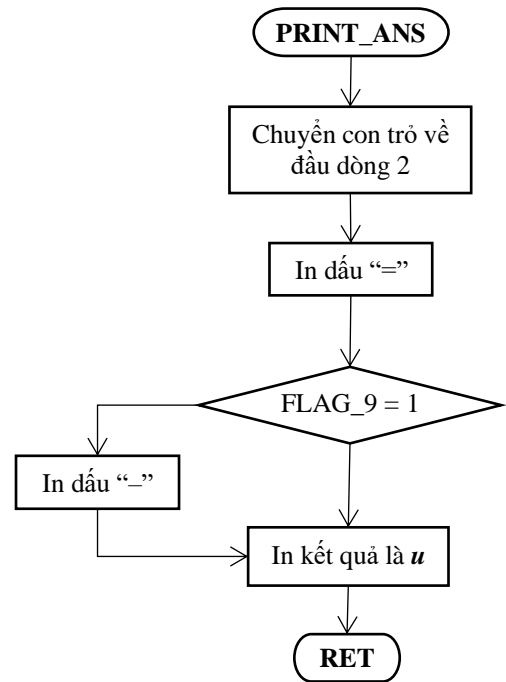 PRINT_ANS
Chuyển con trỏ về
đầu dòng 2
In dấu “=”
FLAG_9 = 1
In dấu “–”
In kết quả là u
RET